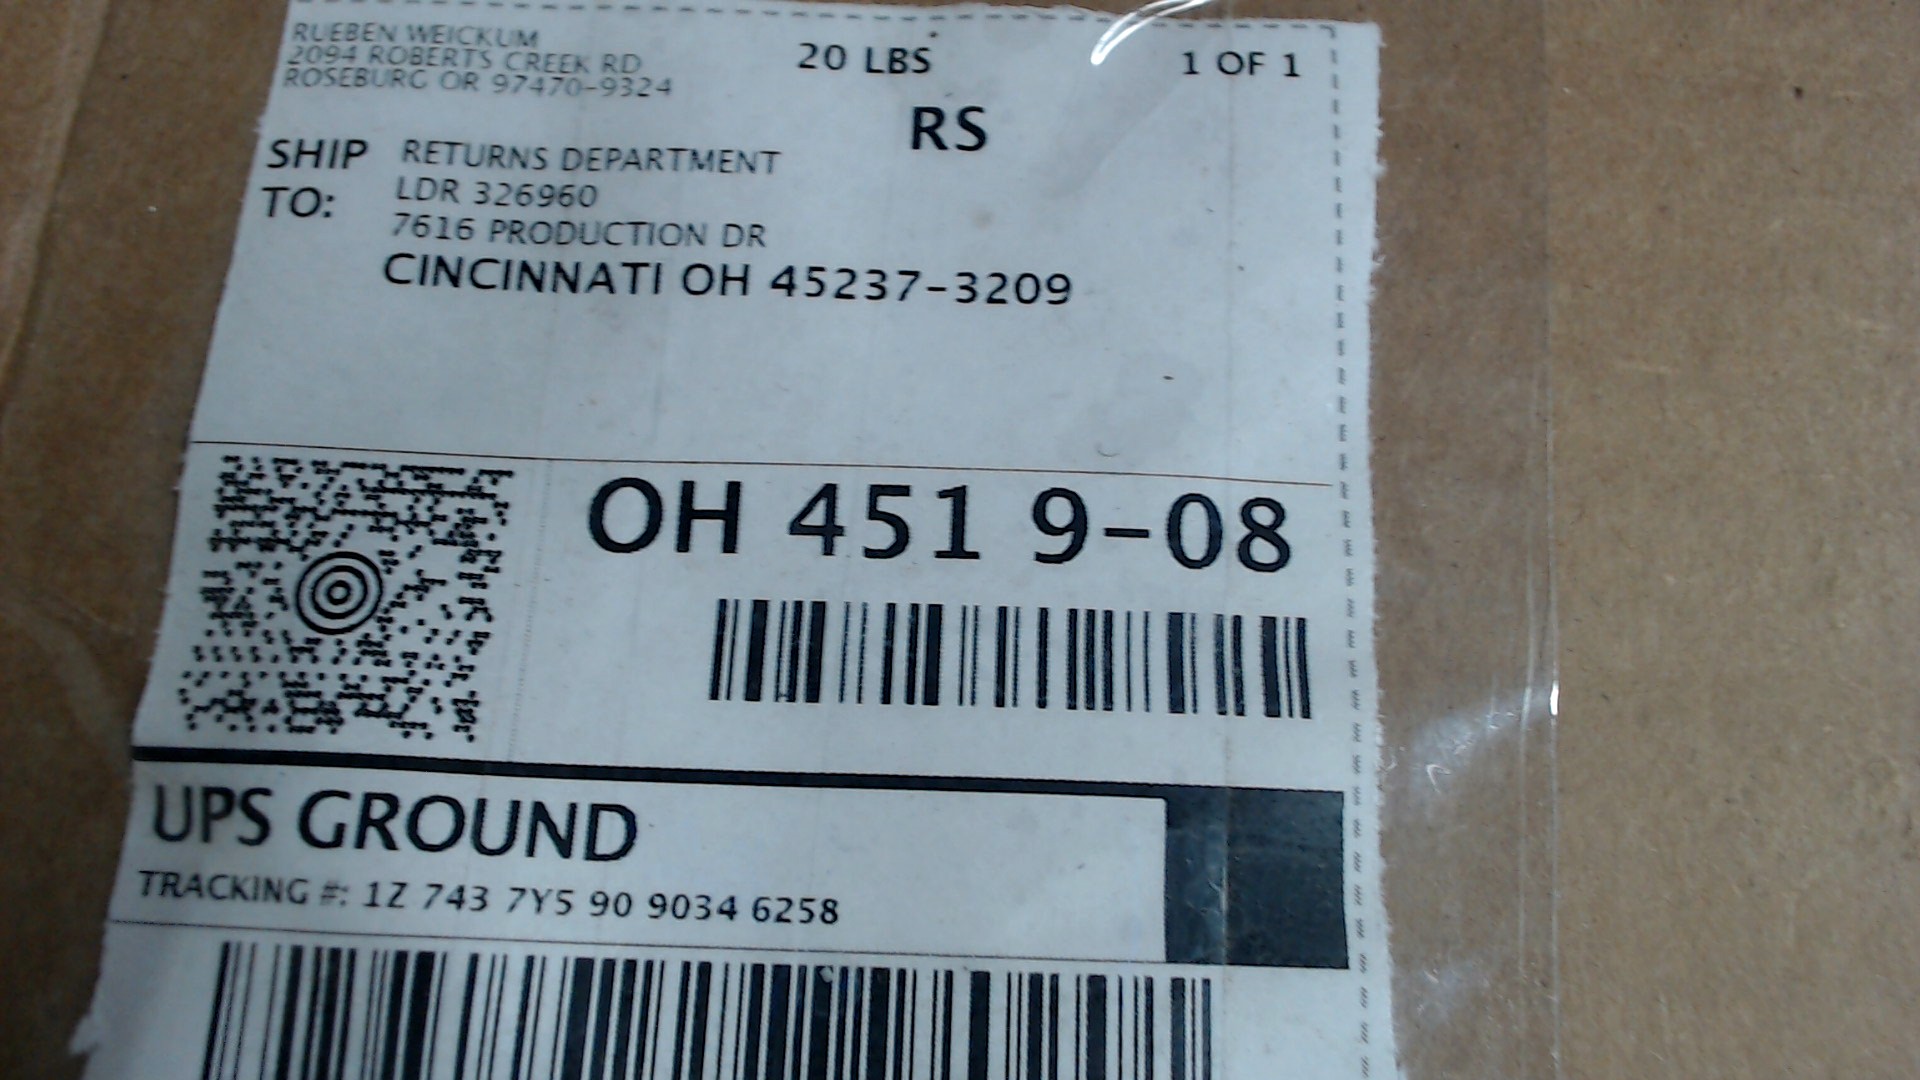 RUEBEN WEICKUM
2094 ROBERTS CREEK RD
ROSEBURG OR 97470-9324
20 LBS
1 OF 1
RS
SHIP TO:
RETURNS DEPARTMENT
LDR 326960
7616 PRODUCTION DR
CINCINNATI OH 45237-3209
OH 451 9-08
UPS GROUND
TRACKING #: 1Z 743 7Y5 90 9034 6258